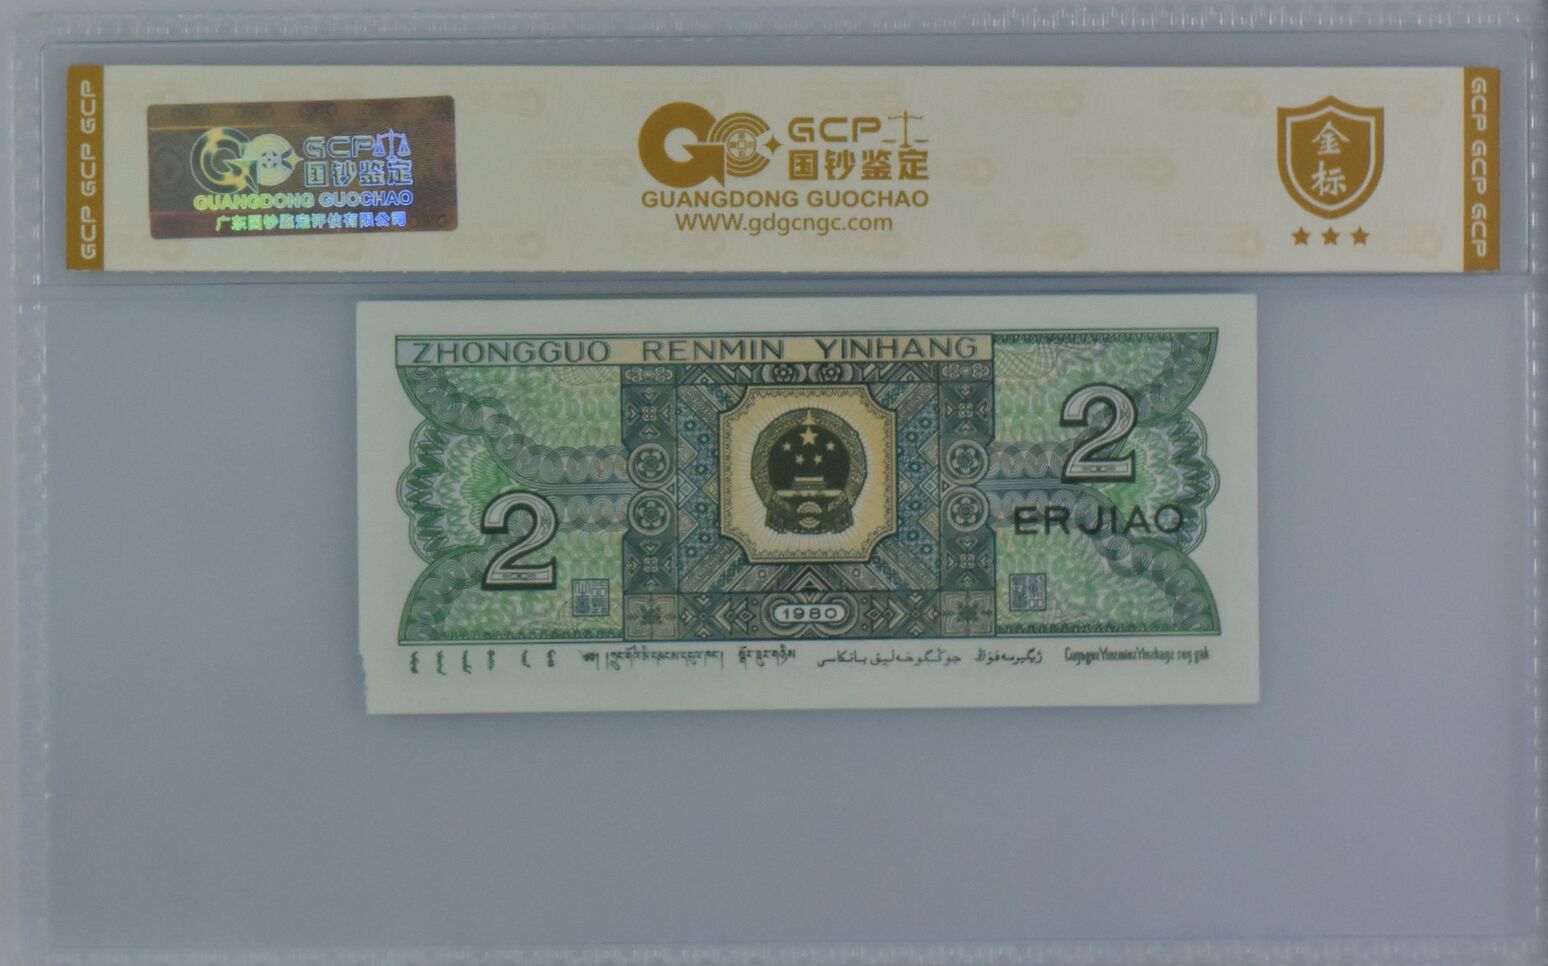 GCP GCP GCP
GCP
国钞鉴定
GUANGDONG GUOCHAO
广东国钞鉴定评估有限公司
GCP
国钞鉴定
GUANGDONG GUOCHAO
WWW.gdgcngc.com
金标
GCP GCP GCP
ZHONGGUO RENMIN YINHANG
2
2
ER JIAO
1980